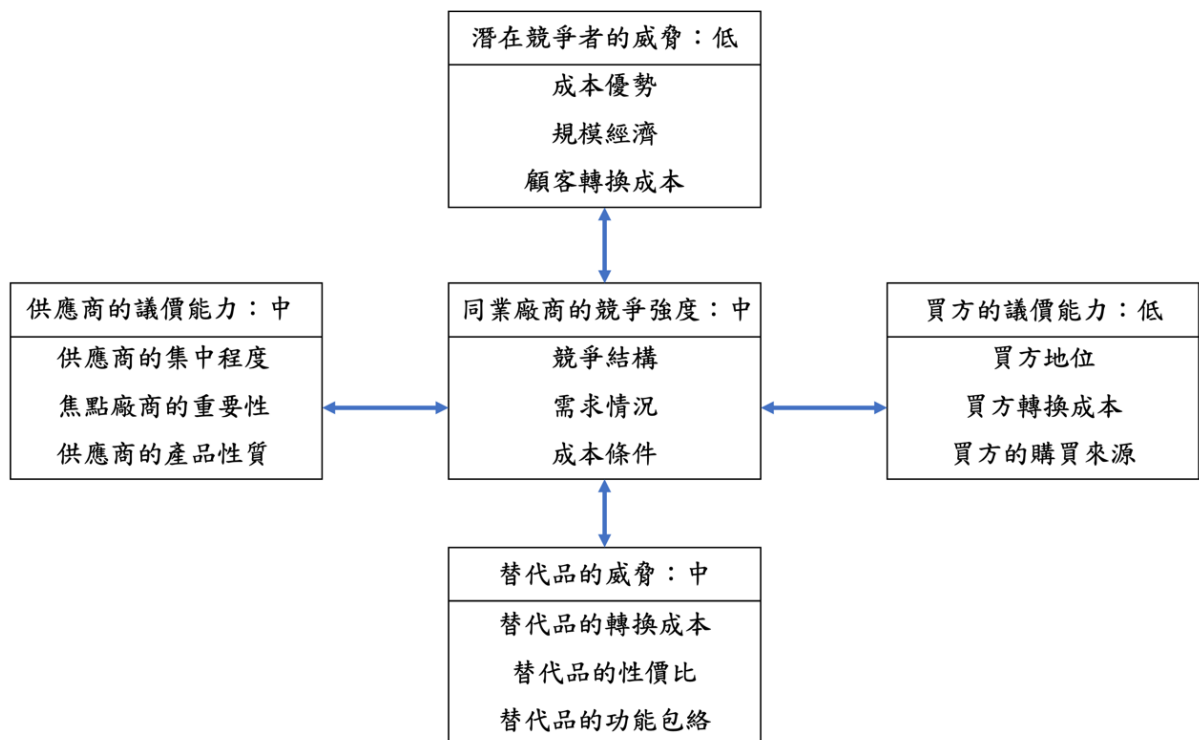 潛在競爭者的威脅：低
成本優勢
規模經濟
顧客轉換成本
供應商的議價能力：中
供應商的集中程度
焦點廠商的重要性
供應商的產品性質
同業廠商的競爭強度：中
競爭結構
需求情況
成本條件
買方的議價能力：低
買方地位
買方轉換成本
買方的購買來源
替代品的威脅：中
替代品的轉換成本
替代品的性價比
替代品的功能包絡